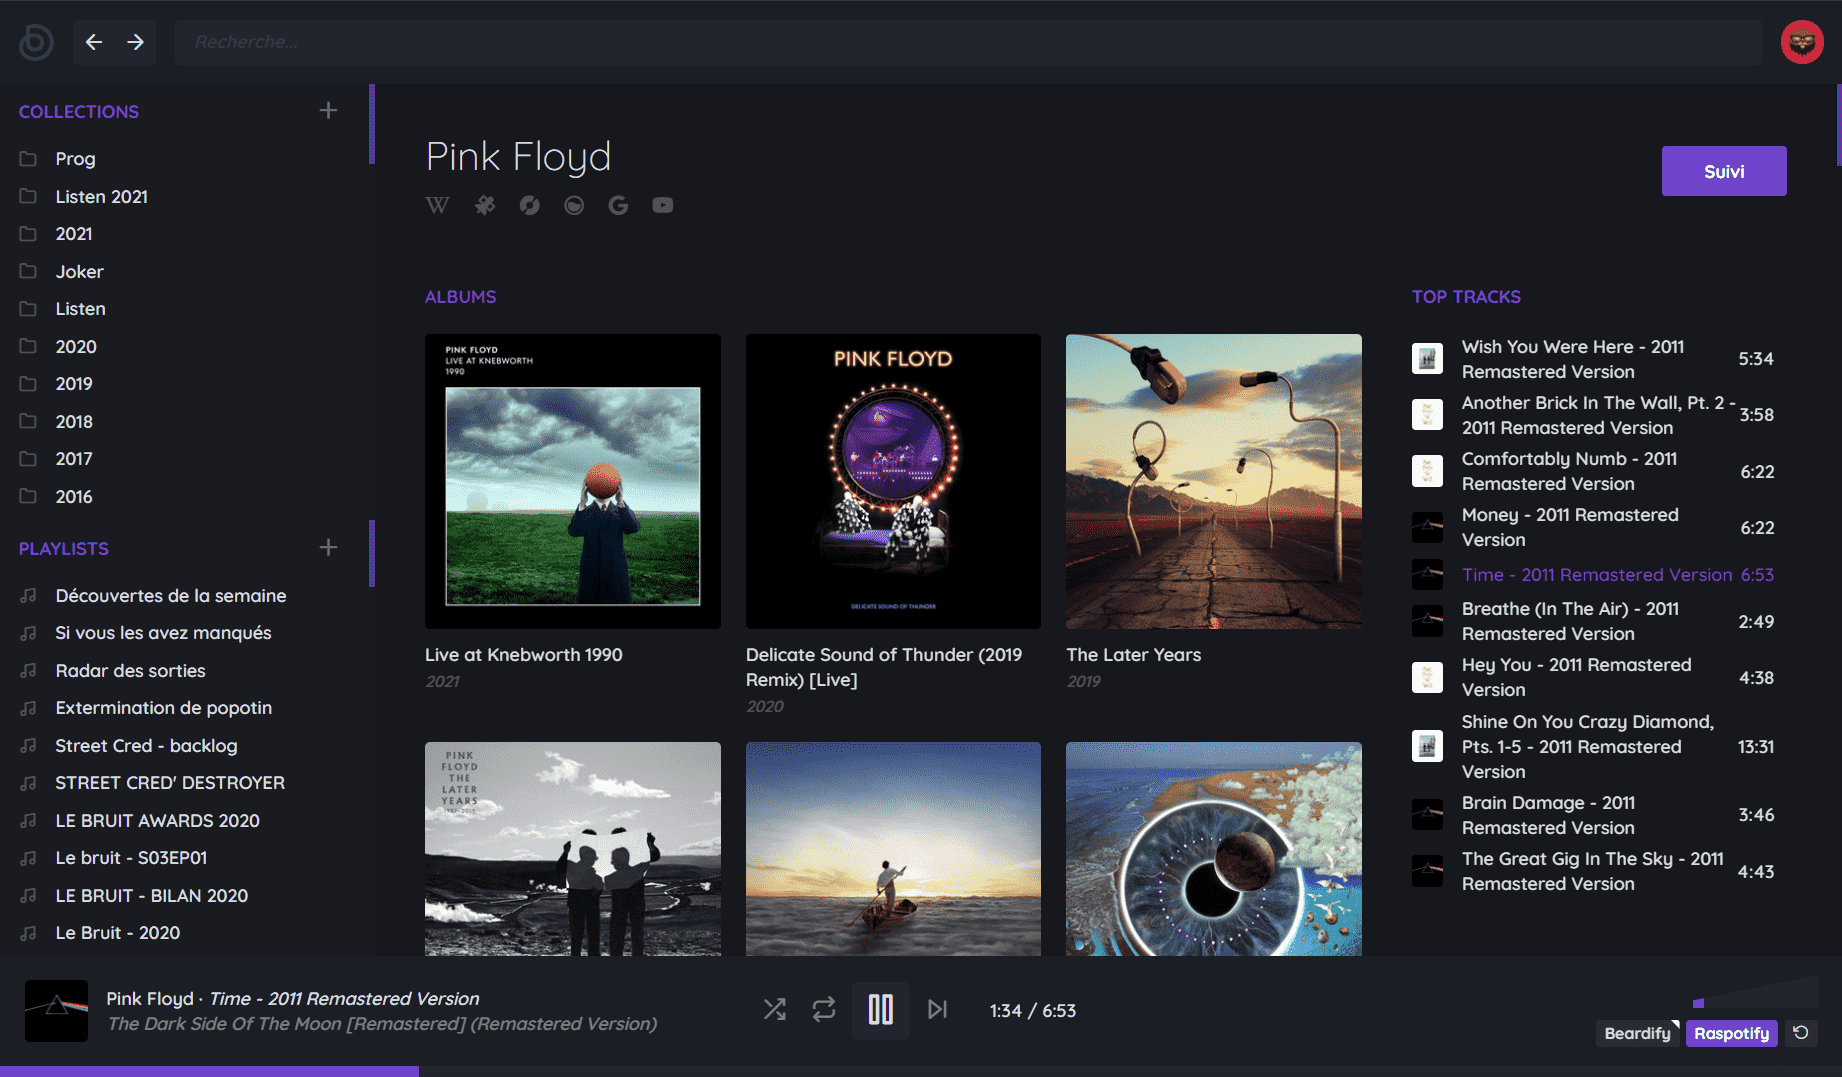 Recherche...
COLLECTIONS
Prog
Listen 2021
2021
Joker
Listen
2020
2019
2018
2017
2016
PLAYLISTS
Découvertes de la semaine
Si vous les avez manqués
Radar des sorties
Extermination de popotin
Street Cred - backlog
STREET CRED' DESTROYER
LE BRUIT AWARDS 2020
Le bruit - S03EP01
LE BRUIT - BILAN 2020
Le Bruit - 2020
Pink Floyd
Suivi
ALBUMS
PINK FLOYD
LIVE AT KNEBWORTH
1990
Live at Knebworth 1990
2021
PINK FLOYD
DELICATE SOUND OF THUNDER
Delicate Sound of Thunder (2019
Remix) [Live]
2020
The Later Years
2019
PINK
FLOYD
THE
LATER
YEARS
TOP TRACKS
Wish You Were Here - 2011
Remastered Version
5:34
Another Brick In The Wall, Pt. 2 -
2011 Remastered Version
3:58
Comfortably Numb - 2011
Remastered Version
6:22
Money - 2011 Remastered
Version
6:22
Time - 2011 Remastered Version 6:53
Breathe (In The Air) - 2011
Remastered Version
2:49
Hey You - 2011 Remastered
Version
4:38
Shine On You Crazy Diamond,
Pts. 1-5 - 2011 Remastered
Version
13:31
Brain Damage - 2011
Remastered Version
3:46
The Great Gig In The Sky - 2011
Remastered Version
4:43
Pink Floyd · Time - 2011 Remastered Version
The Dark Side Of The Moon [Remastered] (Remastered Version)
1:34 / 6:53
Beardify
Raspotify